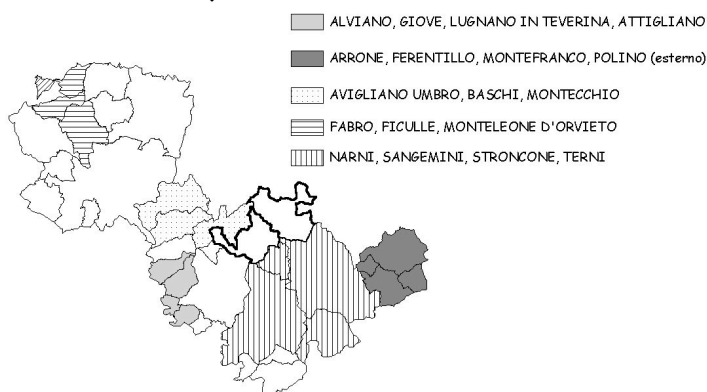 ALVIANO, GIOVE, LUGNANO IN TEVERINA, ATTIGLIANO
ARRONE, FERENTILLO, MONTEFRANCO, POLINO (esterno)
AVIGLIANO UMBRO, BASCHI, MONTECCHIO
FABRO, FICULLE, MONTELEONE D'ORVIETO
NARNI, SANGEMINI, STRONCONE, TERNI